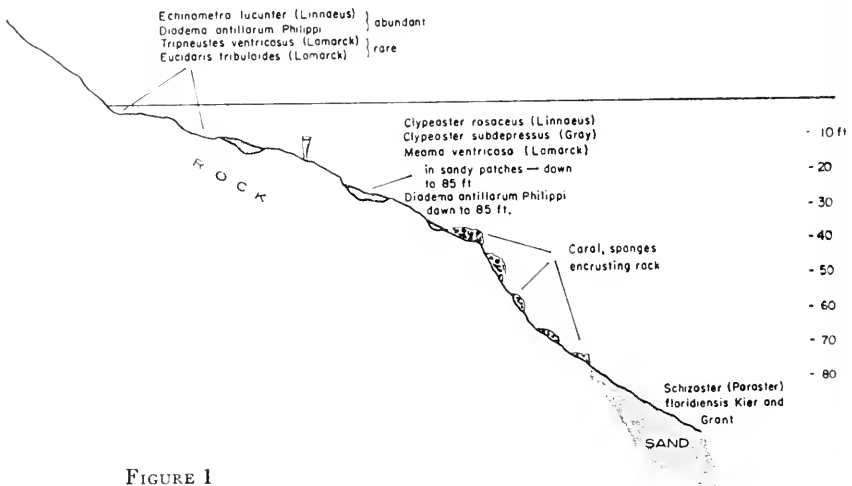 Echinometra lucunter (Linnaeus) } abundant
Diadema antillarum Philippi
Tripneustes ventricosus (Lamarck) } rare
Eucidaris tribuloides (Lamarck)
Clypeaster rosaceus (Linnaeus)
Clypeaster subdepressus (Gray)
Meoma ventricosa (Lamarck)
in sandy patches — down
to 85 ft
Diadema antillarum Philippi
down to 85 ft.
ROCK
Coral, sponges
encrusting rock
- 10 ft
- 20
- 30
- 40
- 50
- 60
- 70
- 80
Schizaster (Paraster)
floridiensis Kier and
Grant
SAND
FIGURE 1